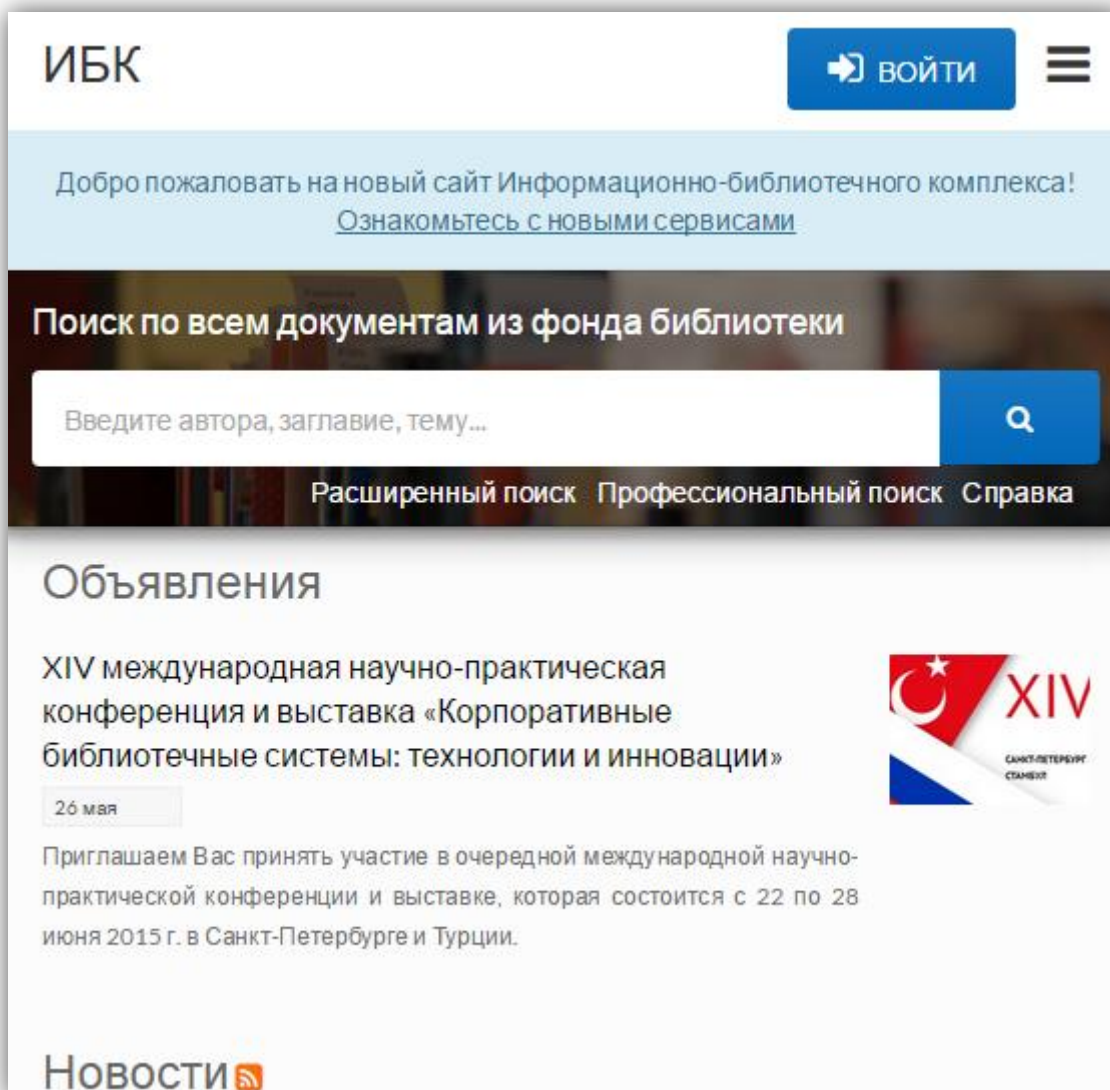 ИБК
ВОЙТИ
Добро пожаловать на новый сайт Информационно-библиотечного комплекса!
Ознакомьтесь с новыми сервисами
Поиск по всем документам из фонда библиотеки
Введите автора, заглавие, тему...
Расширенный поиск Профессиональный поиск Справка
Объявления
XIV международная научно-практическая
конференция и выставка «Корпоративные
библиотечные системы: технологии и инновации»
XIV
САНКТ-ПЕТЕРБУРГ
СТАМБУЛ
26 мая
Приглашаем Вас принять участие в очередной международной научно-
практической конференции и выставке, которая состоится с 22 по 28
июня 2015 г. в Санкт-Петербурге и Турции.
Новости